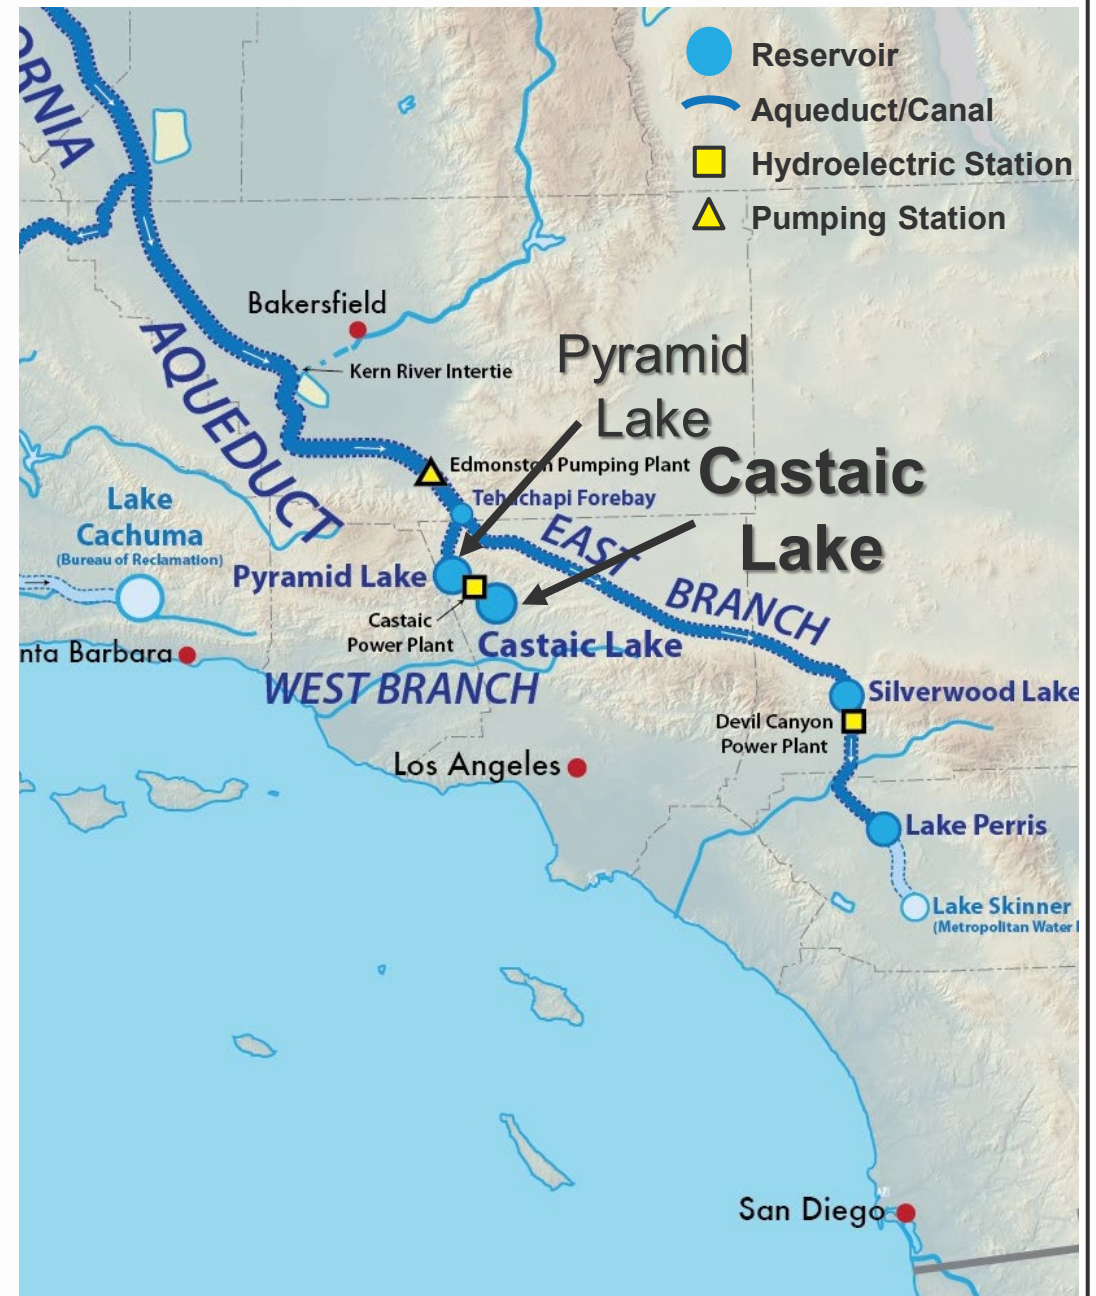 ORNIA
Reservoir
Aqueduct/Canal
Hydroelectric Station
Pumping Station
Bakersfield
Kern River Intertie
AQUEDUCT
Pyramid
Lake
Edmonston Pumping Plant
Castaic
Lake
Tehachapi Forebay
Lake
Cachuma
(Bureau of Reclamation)
EAST BRANCH
Pyramid Lake
Castaic
Power Plant
Castaic Lake
nta Barbara
WEST BRANCH
Silverwood Lake
Devil Canyon
Power Plant
Los Angeles
Lake Perris
Lake Skinner
(Metropolitan Water
San Diego